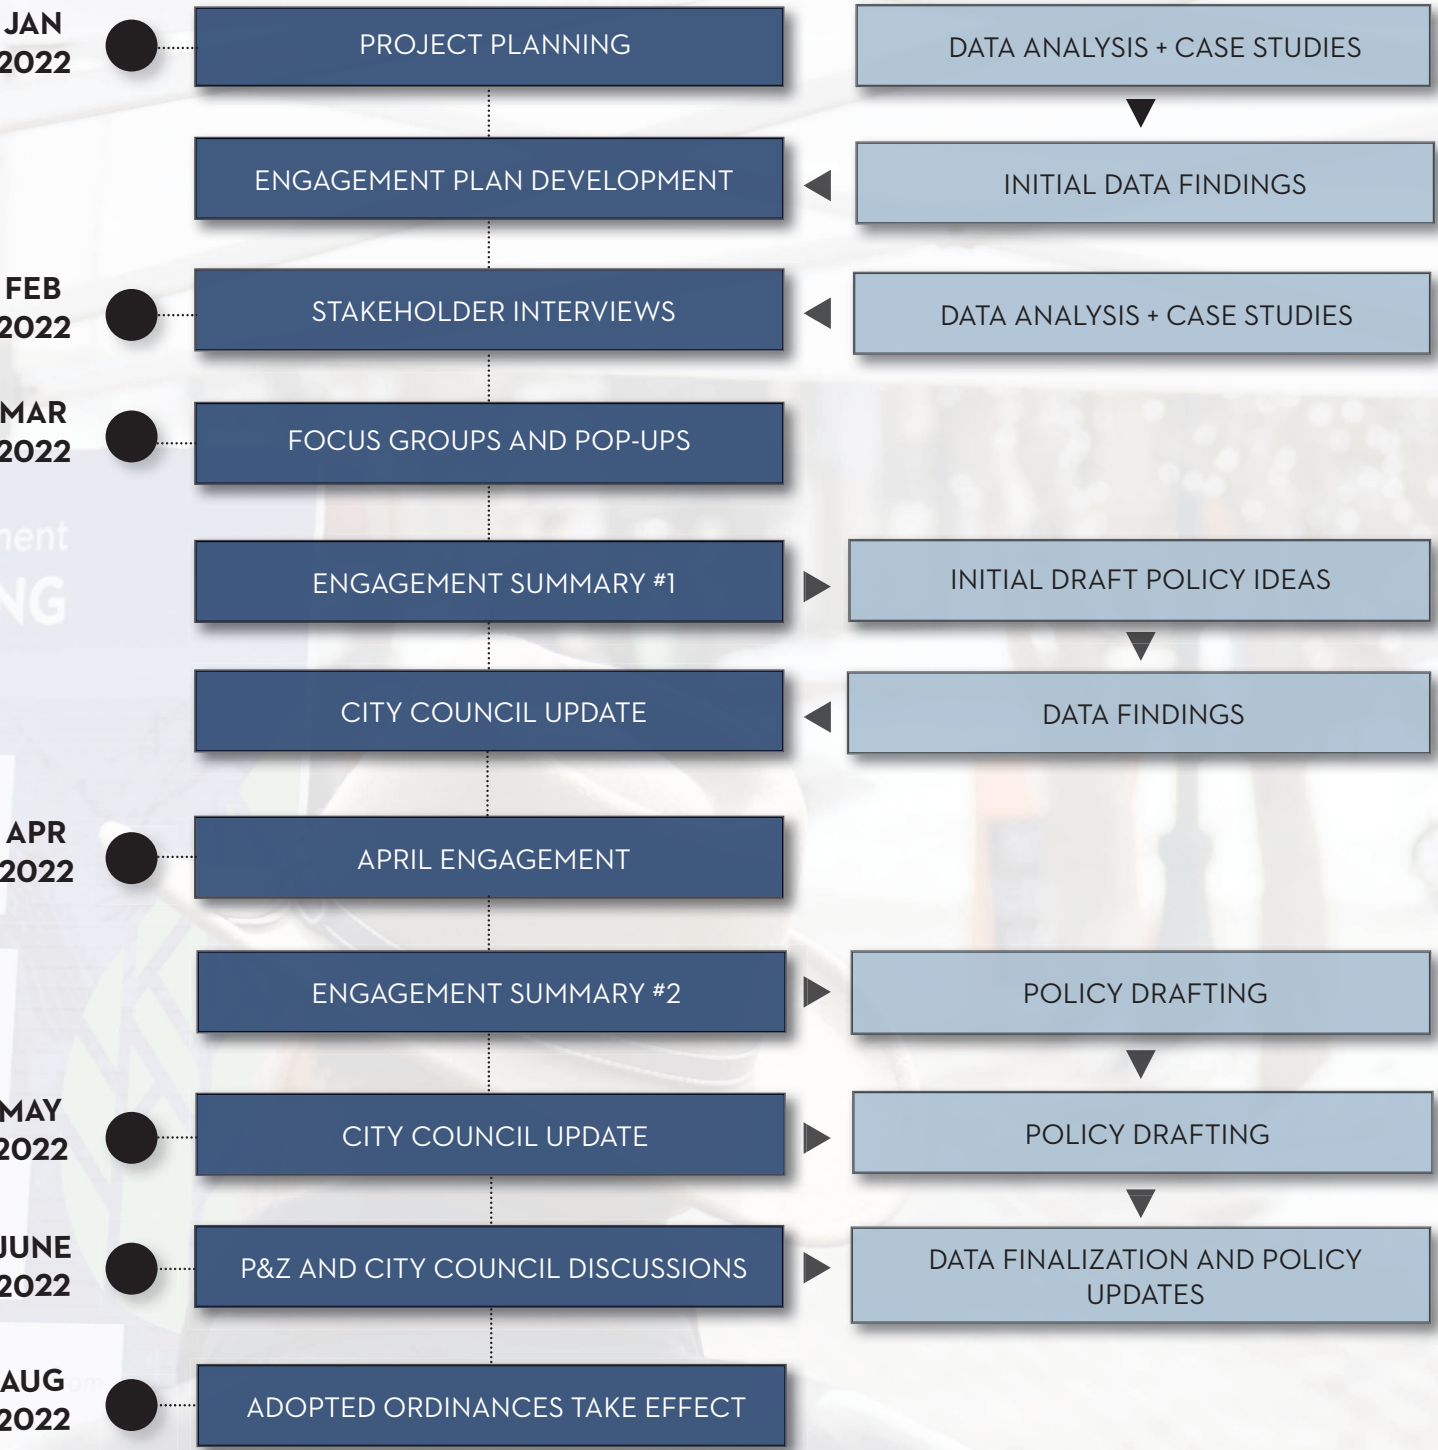 JAN
2022
PROJECT PLANNING
DATA ANALYSIS + CASE STUDIES
ENGAGEMENT PLAN DEVELOPMENT
INITIAL DATA FINDINGS
FEB
2022
STAKEHOLDER INTERVIEWS
DATA ANALYSIS + CASE STUDIES
MAR
2022
FOCUS GROUPS AND POP-UPS
ENGAGEMENT SUMMARY #1
INITIAL DRAFT POLICY IDEAS
CITY COUNCIL UPDATE
DATA FINDINGS
APR
2022
APRIL ENGAGEMENT
ENGAGEMENT SUMMARY #2
POLICY DRAFTING
MAY
2022
CITY COUNCIL UPDATE
POLICY DRAFTING
JUNE
2022
P&Z AND CITY COUNCIL DISCUSSIONS
DATA FINALIZATION AND POLICY
UPDATES
AUG
2022
ADOPTED ORDINANCES TAKE EFFECT